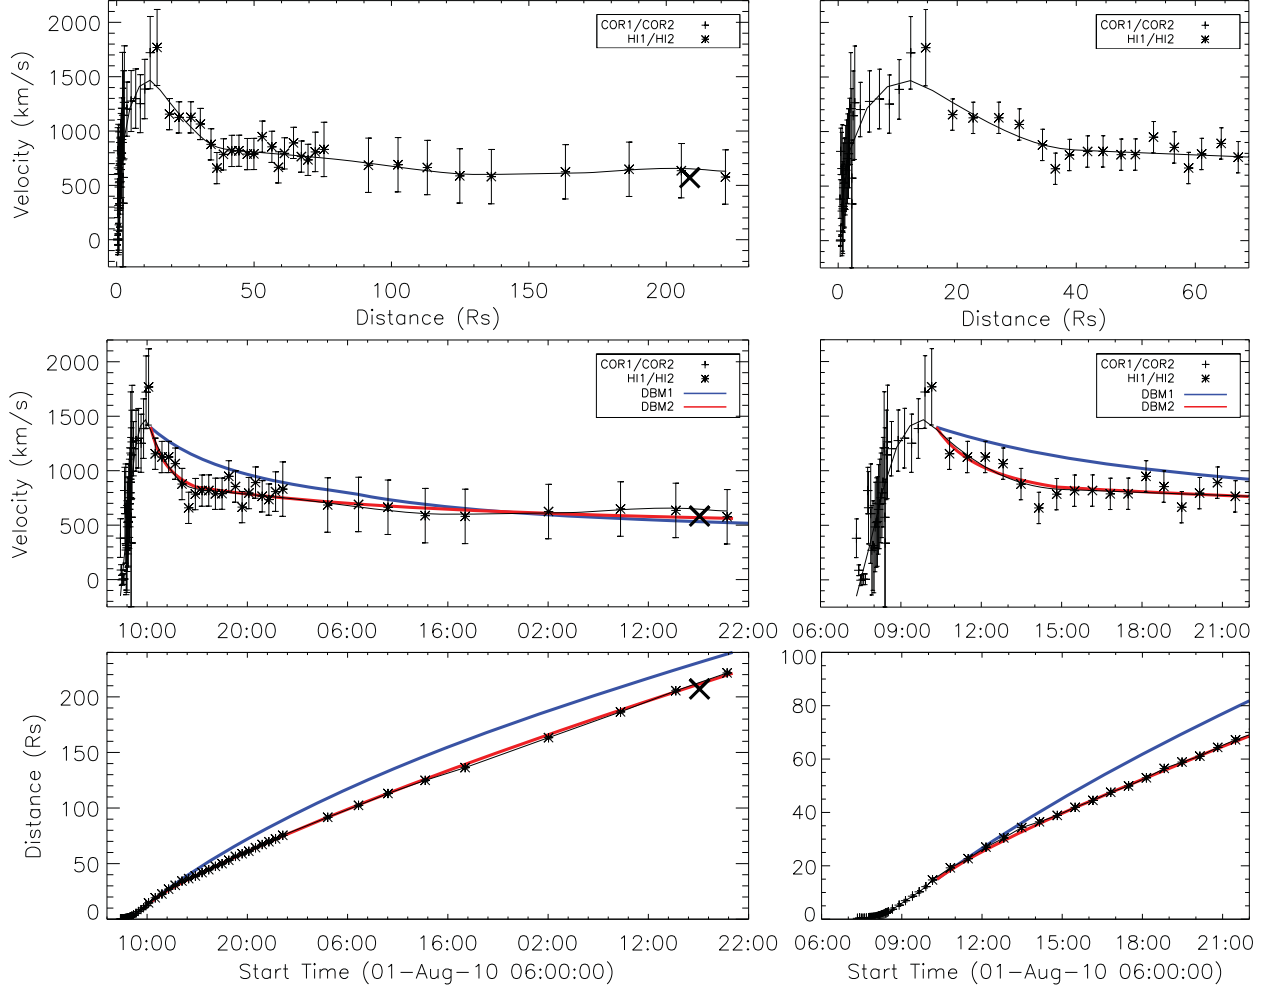 2000
1500
1000
500
0
Velocity (km/s)
COR1/COR2
HI1/HI2
0 50 100 150 200
Distance (Rs)
COR1/COR2
HI1/HI2
0 20 40 60
Distance (Rs)
2000
1500
1000
500
0
Velocity (km/s)
COR1/COR2
HI1/HI2
DBM1
DBM2
10:00 20:00 06:00 16:00 02:00 12:00 22:00
COR1/COR2
HI1/HI2
DBM1
DBM2
06:00 09:00 12:00 15:00 18:00 21:00
200
150
100
50
0
Distance (Rs)
10:00 20:00 06:00 16:00 02:00 12:00 22:00
Start Time (01-Aug-10 06:00:00)
100
80
60
40
20
0
06:00 09:00 12:00 15:00 18:00 21:00
Start Time (01-Aug-10 06:00:00)